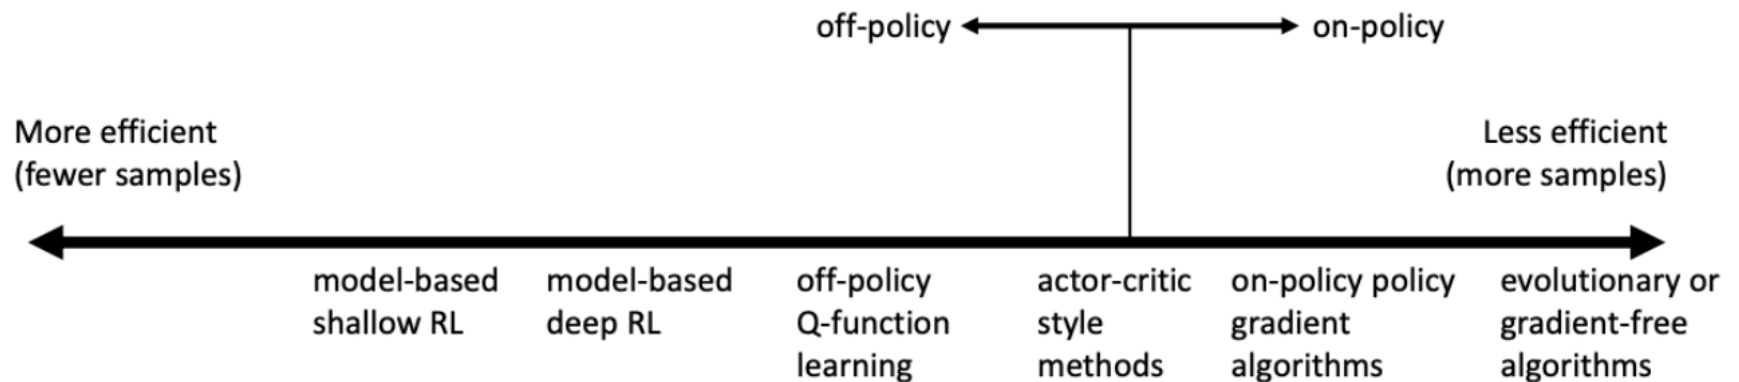 off-policy
on-policy
More efficient
(fewer samples)
Less efficient
(more samples)
model-based
shallow RL
model-based
deep RL
off-policy
Q-function
learning
actor-critic
style
methods
on-policy policy
gradient
algorithms
evolutionary or
gradient-free
algorithms